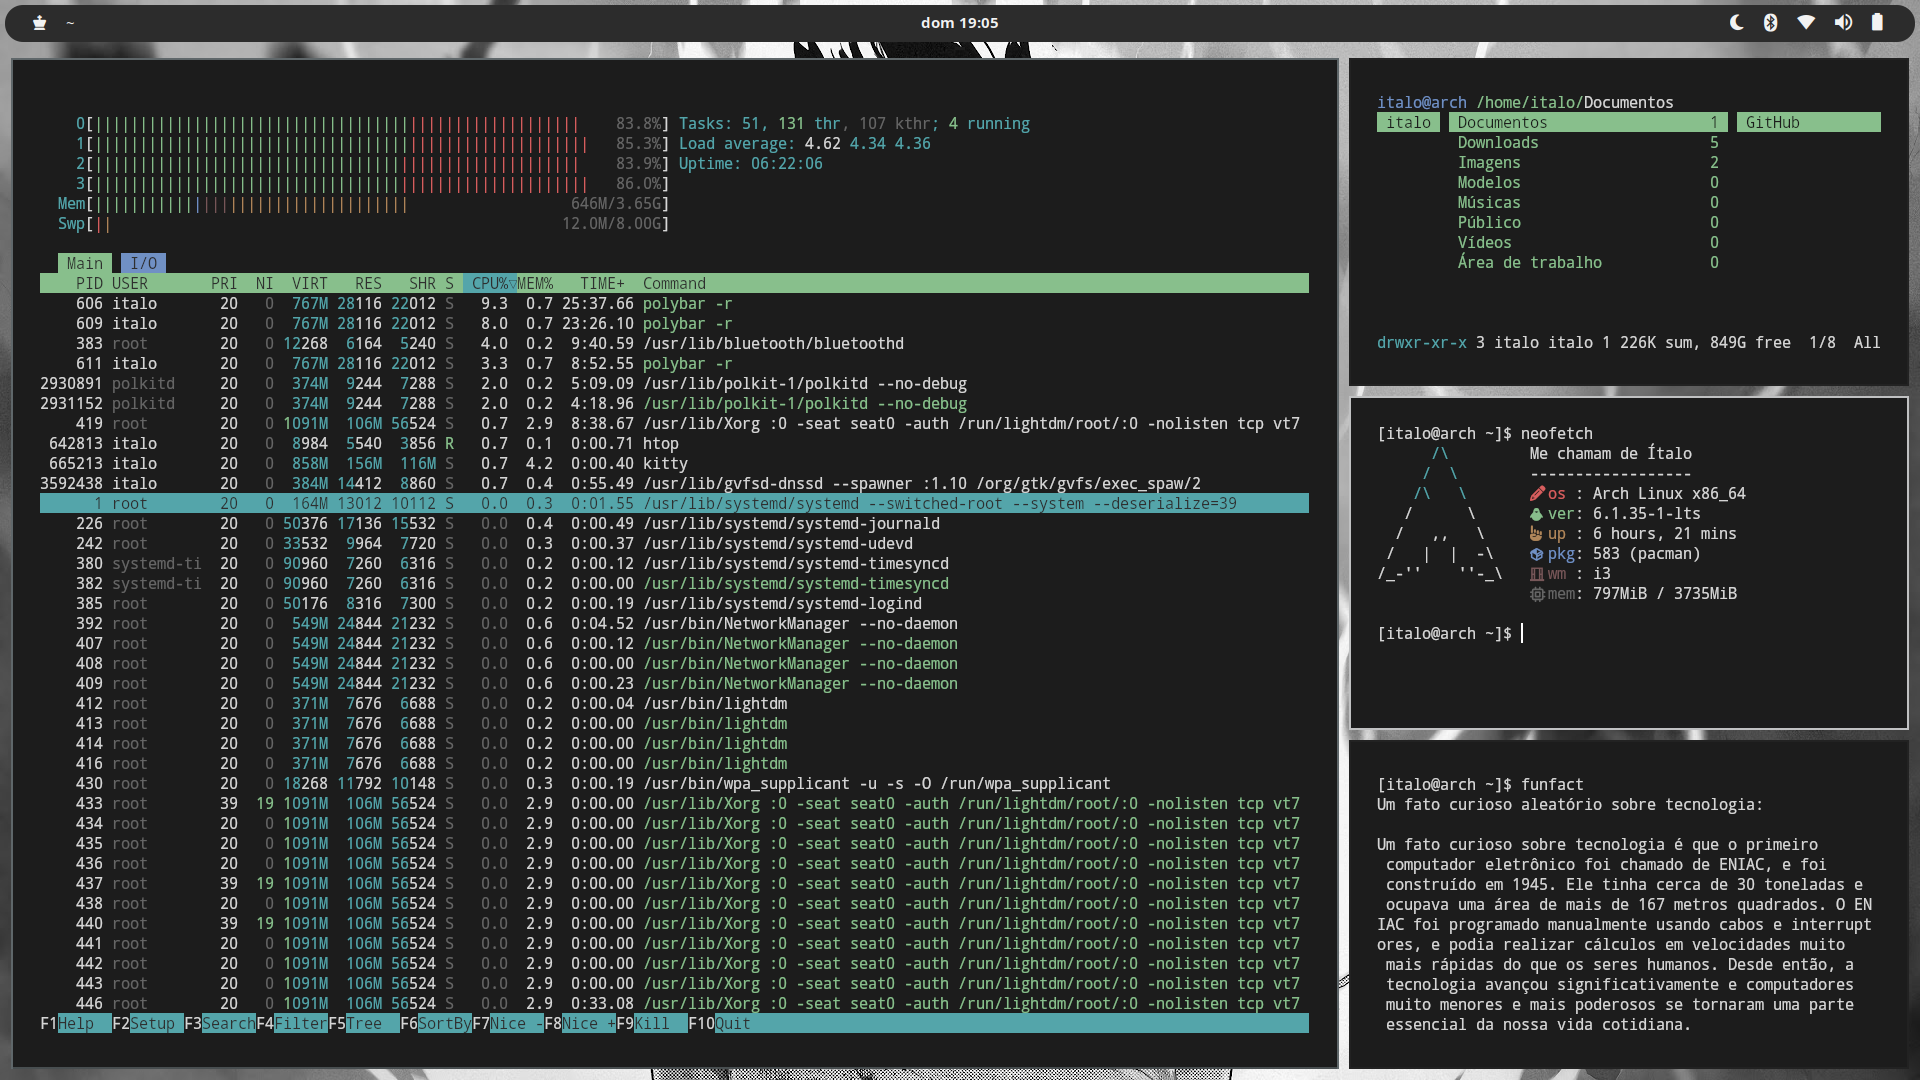 ~
dom 19:05
0[ 83.8%] Tasks: 51, 131 thr, 107 kthr; 4 running
1[ 85.3%] Load average: 4.62 4.34 4.36
2[ 83.9%] Uptime: 06:22:06
3[ 86.0%]
Mem[ 646M/3.65G]
Swp[ 12.0M/8.00G]
Main I/O
PID USER PRI NI VIRT RES SHR S CPU%▽MEM% TIME+ Command
606 italo 20 0 767M 28116 22012 S 9.3 0.7 25:37.66 polybar -r
609 italo 20 0 767M 28116 22012 S 8.0 0.7 23:26.10 polybar -r
383 root 20 0 12268 6164 5240 S 4.0 0.2 9:40.59 /usr/lib/bluetooth/bluetoothd
611 italo 20 0 767M 28116 22012 S 3.3 0.7 8:52.55 polybar -r
2930891 polkitd 20 0 374M 9244 7288 S 2.0 0.2 5:09.09 /usr/lib/polkit-1/polkitd --no-debug
2931152 polkitd 20 0 374M 9244 7288 S 2.0 0.2 4:18.96 /usr/lib/polkit-1/polkitd --no-debug
419 root 20 0 1091M 106M 56524 S 0.7 2.9 8:38.67 /usr/lib/Xorg :0 -seat seat0 -auth /run/lightdm/root/:0 -nolisten tcp vt7
642813 italo 20 0 8984 5540 3856 R 0.7 0.1 0:00.71 htop
665213 italo 20 0 858M 156M 116M S 0.7 4.2 0:00.40 kitty
3592438 italo 20 0 384M 14412 8860 S 0.7 0.4 0:55.49 /usr/lib/gvfsd-dnssd --spawner :1.10 /org/gtk/gvfs/exec_spaw/2
1 root 20 0 164M 13012 10112 S 0.0 0.3 0:01.55 /usr/lib/systemd/systemd --switched-root --system --deserialize=39
226 root 20 0 50376 17136 15532 S 0.0 0.4 0:00.49 /usr/lib/systemd/systemd-journald
242 root 20 0 33532 9964 7720 S 0.0 0.3 0:00.37 /usr/lib/systemd/systemd-udevd
380 systemd-ti 20 0 90960 7260 6316 S 0.0 0.2 0:00.12 /usr/lib/systemd/systemd-timesyncd
382 systemd-ti 20 0 90960 7260 6316 S 0.0 0.2 0:00.00 /usr/lib/systemd/systemd-timesyncd
385 root 20 0 50176 8316 7300 S 0.0 0.2 0:00.19 /usr/lib/systemd/systemd-logind
392 root 20 0 549M 24844 21232 S 0.0 0.6 0:04.52 /usr/bin/NetworkManager --no-daemon
407 root 20 0 549M 24844 21232 S 0.0 0.6 0:00.12 /usr/bin/NetworkManager --no-daemon
408 root 20 0 549M 24844 21232 S 0.0 0.6 0:00.00 /usr/bin/NetworkManager --no-daemon
409 root 20 0 549M 24844 21232 S 0.0 0.6 0:00.23 /usr/bin/NetworkManager --no-daemon
412 root 20 0 371M 7676 6688 S 0.0 0.2 0:00.04 /usr/bin/lightdm
413 root 20 0 371M 7676 6688 S 0.0 0.2 0:00.00 /usr/bin/lightdm
414 root 20 0 371M 7676 6688 S 0.0 0.2 0:00.00 /usr/bin/lightdm
416 root 20 0 371M 7676 6688 S 0.0 0.2 0:00.00 /usr/bin/lightdm
430 root 20 0 18268 11792 10148 S 0.0 0.3 0:00.19 /usr/bin/wpa_supplicant -u -s -O /run/wpa_supplicant
433 root 39 19 1091M 106M 56524 S 0.0 2.9 0:00.00 /usr/lib/Xorg :0 -seat seat0 -auth /run/lightdm/root/:0 -nolisten tcp vt7
434 root 20 0 1091M 106M 56524 S 0.0 2.9 0:00.00 /usr/lib/Xorg :0 -seat seat0 -auth /run/lightdm/root/:0 -nolisten tcp vt7
435 root 20 0 1091M 106M 56524 S 0.0 2.9 0:00.00 /usr/lib/Xorg :0 -seat seat0 -auth /run/lightdm/root/:0 -nolisten tcp vt7
436 root 20 0 1091M 106M 56524 S 0.0 2.9 0:00.00 /usr/lib/Xorg :0 -seat seat0 -auth /run/lightdm/root/:0 -nolisten tcp vt7
437 root 39 19 1091M 106M 56524 S 0.0 2.9 0:00.00 /usr/lib/Xorg :0 -seat seat0 -auth /run/lightdm/root/:0 -nolisten tcp vt7
438 root 20 0 1091M 106M 56524 S 0.0 2.9 0:00.00 /usr/lib/Xorg :0 -seat seat0 -auth /run/lightdm/root/:0 -nolisten tcp vt7
440 root 39 19 1091M 106M 56524 S 0.0 2.9 0:00.00 /usr/lib/Xorg :0 -seat seat0 -auth /run/lightdm/root/:0 -nolisten tcp vt7
441 root 20 0 1091M 106M 56524 S 0.0 2.9 0:00.00 /usr/lib/Xorg :0 -seat seat0 -auth /run/lightdm/root/:0 -nolisten tcp vt7
442 root 20 0 1091M 106M 56524 S 0.0 2.9 0:00.00 /usr/lib/Xorg :0 -seat seat0 -auth /run/lightdm/root/:0 -nolisten tcp vt7
443 root 20 0 1091M 106M 56524 S 0.0 2.9 0:00.00 /usr/lib/Xorg :0 -seat seat0 -auth /run/lightdm/root/:0 -nolisten tcp vt7
446 root 20 0 1091M 106M 56524 S 0.0 2.9 0:33.08 /usr/lib/Xorg :0 -seat seat0 -auth /run/lightdm/root/:0 -nolisten tcp vt7
F1Help F2Setup F3SearchF4FilterF5Tree F6SortByF7Nice -F8Nice +F9Kill F10Quit
italo@arch /home/italo/Documentos
italo Documentos 1 GitHub
Downloads 5
Imagens 2
Modelos 0
Músicas 0
Público 0
Vídeos 0
Área de trabalho 0
drwxr-xr-x 3 italo italo 1 226K sum, 849G free 1/8 All
[italo@arch ~]$ neofetch
Me chamam de Ítalo
------------------
os : Arch Linux x86_64
ver: 6.1.35-1-lts
up : 6 hours, 21 mins
pkg: 583 (pacman)
wm : i3
mem: 797MiB / 3735MiB
[italo@arch ~]$
[italo@arch ~]$ funfact
Um fato curioso aleatório sobre tecnologia:
Um fato curioso sobre tecnologia é que o primeiro
computador eletrônico foi chamado de ENIAC, e foi
construído em 1945. Ele tinha cerca de 30 toneladas e
ocupava uma área de mais de 167 metros quadrados. O EN
IAC foi programado manualmente usando cabos e interrupt
ores, e podia realizar cálculos em velocidades muito
mais rápidas do que os seres humanos. Desde então, a
tecnologia avançou significativamente e computadores
muito menores e mais poderosos se tornaram uma parte
essencial da nossa vida cotidiana.